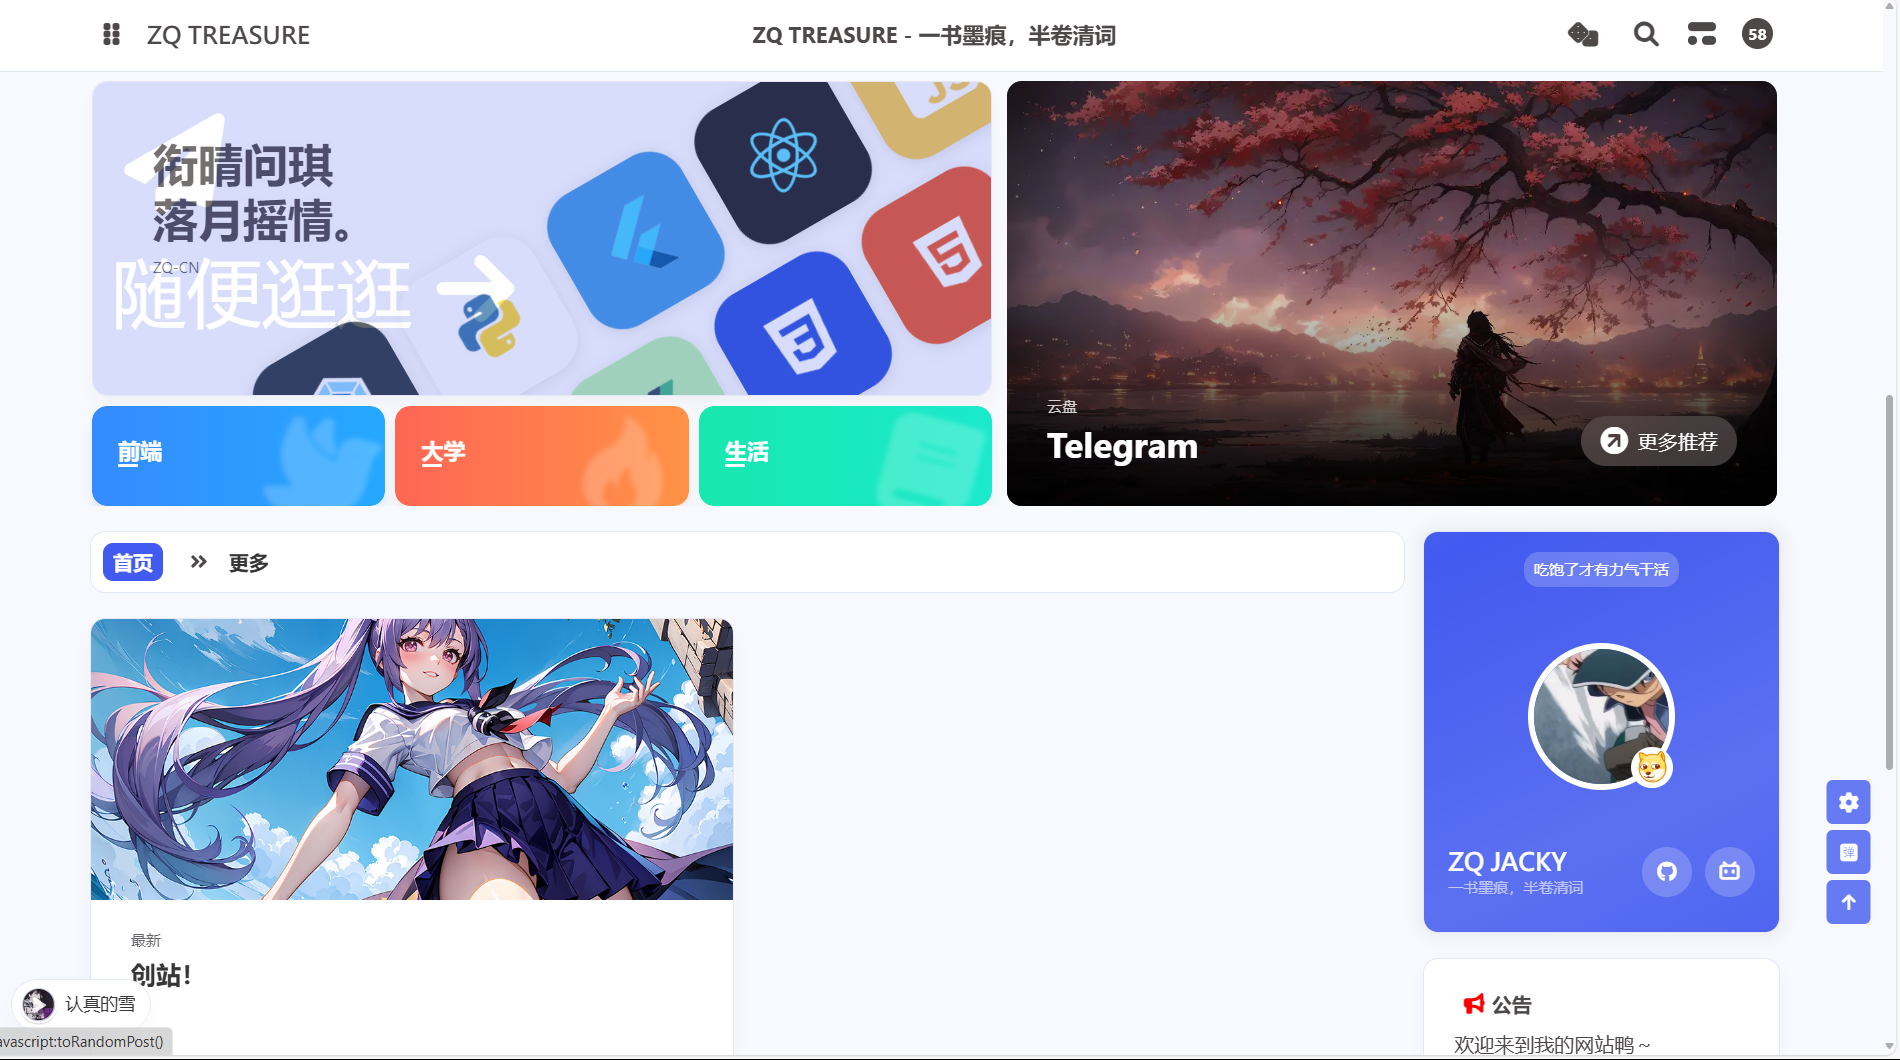 ZQ TREASURE
ZQ TREASURE - 一书墨痕，半卷清词
58
衔晴问琪
落月摇情。
ZQ-CN
随便逛逛
JS
云盘
Telegram
更多推荐
前端
大学
生活
首页
更多
吃饱了才有力气干活
ZQ JACKY
一书墨痕，半卷清词
弹
最新
创站！
公告
欢迎来到我的网站鸭 ~
认真的雪
avascript:toRandomPost()